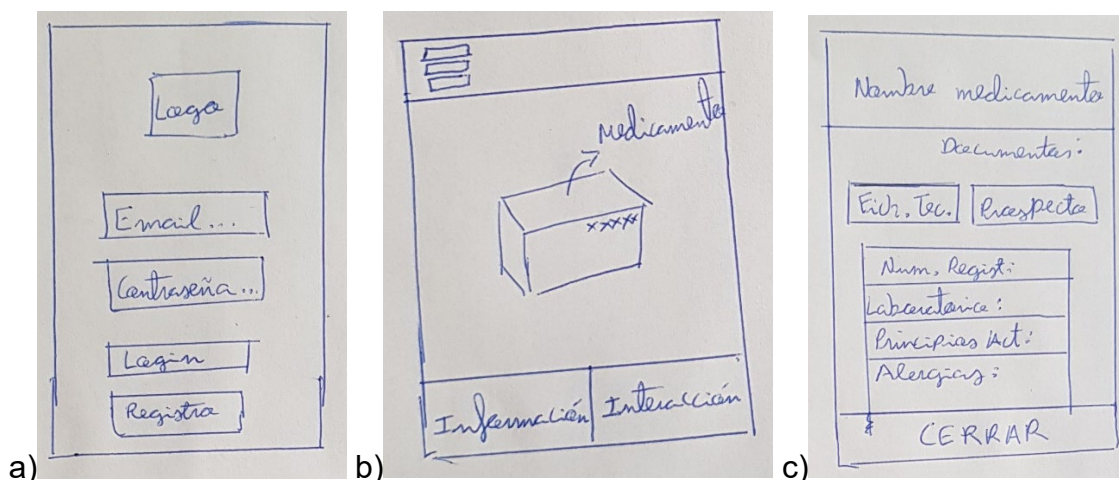 a)
Logo
Email...
Contraseña...
Login
Registro
b)
Medicamento
xxxxx
Información Interacción
c)
Nombre medicamento
Documentos:
Fich. Tec. Prospecto
Num. Regist:
Laboratorio:
Principios Act:
Alergias:
CERRAR